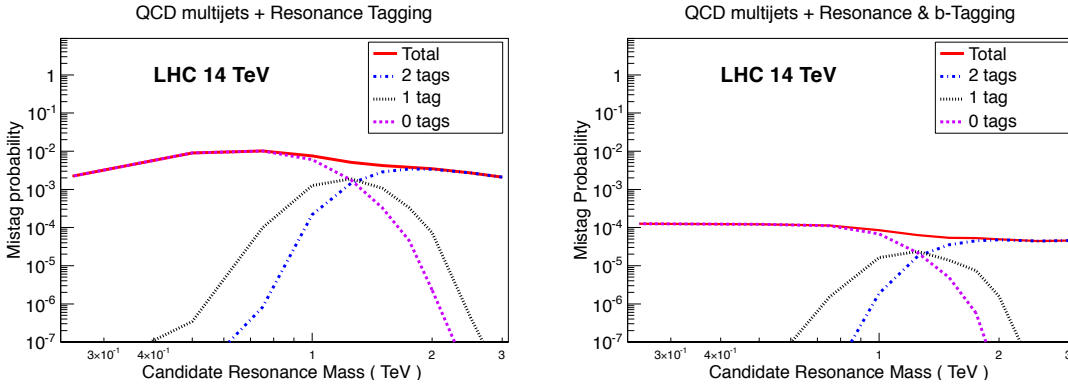 QCD multijets + Resonance Tagging
LHC 14 TeV
Total
2 tags
1 tag
0 tags
Mistag probability
1
10⁻¹
10⁻²
10⁻³
10⁻⁴
10⁻⁵
10⁻⁶
10⁻⁷
3×10⁻¹ 4×10⁻¹ 1 2 3
Candidate Resonance Mass ( TeV )
QCD multijets + Resonance & b-Tagging
LHC 14 TeV
Total
2 tags
1 tag
0 tags
Mistag Probability
1
10⁻¹
10⁻²
10⁻³
10⁻⁴
10⁻⁵
10⁻⁶
10⁻⁷
3×10⁻¹ 4×10⁻¹ 1 2 3
Candidate Resonance Mass ( TeV )